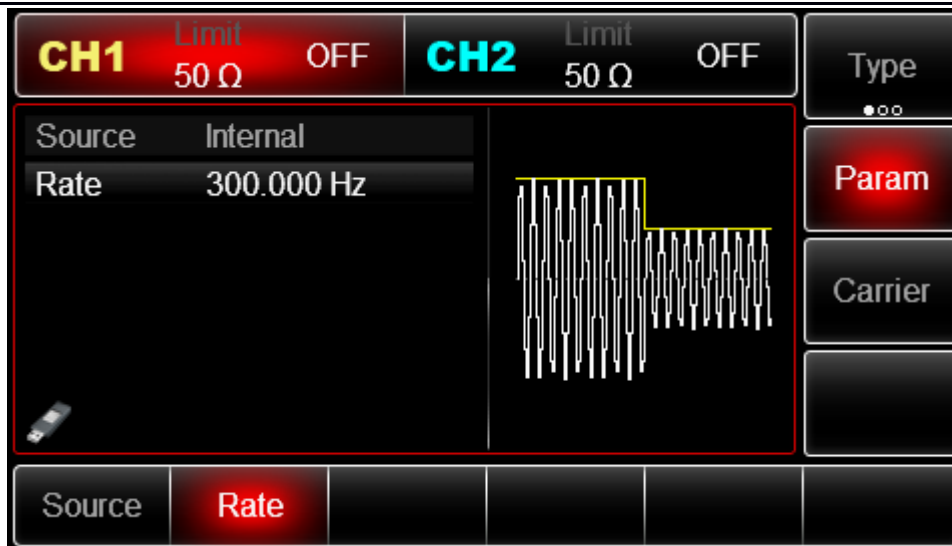 CH1 Limit 50 Ω OFF
CH2 Limit 50 Ω OFF
Type
Source Internal
Rate 300.000 Hz
Param
Carrier
Source Rate